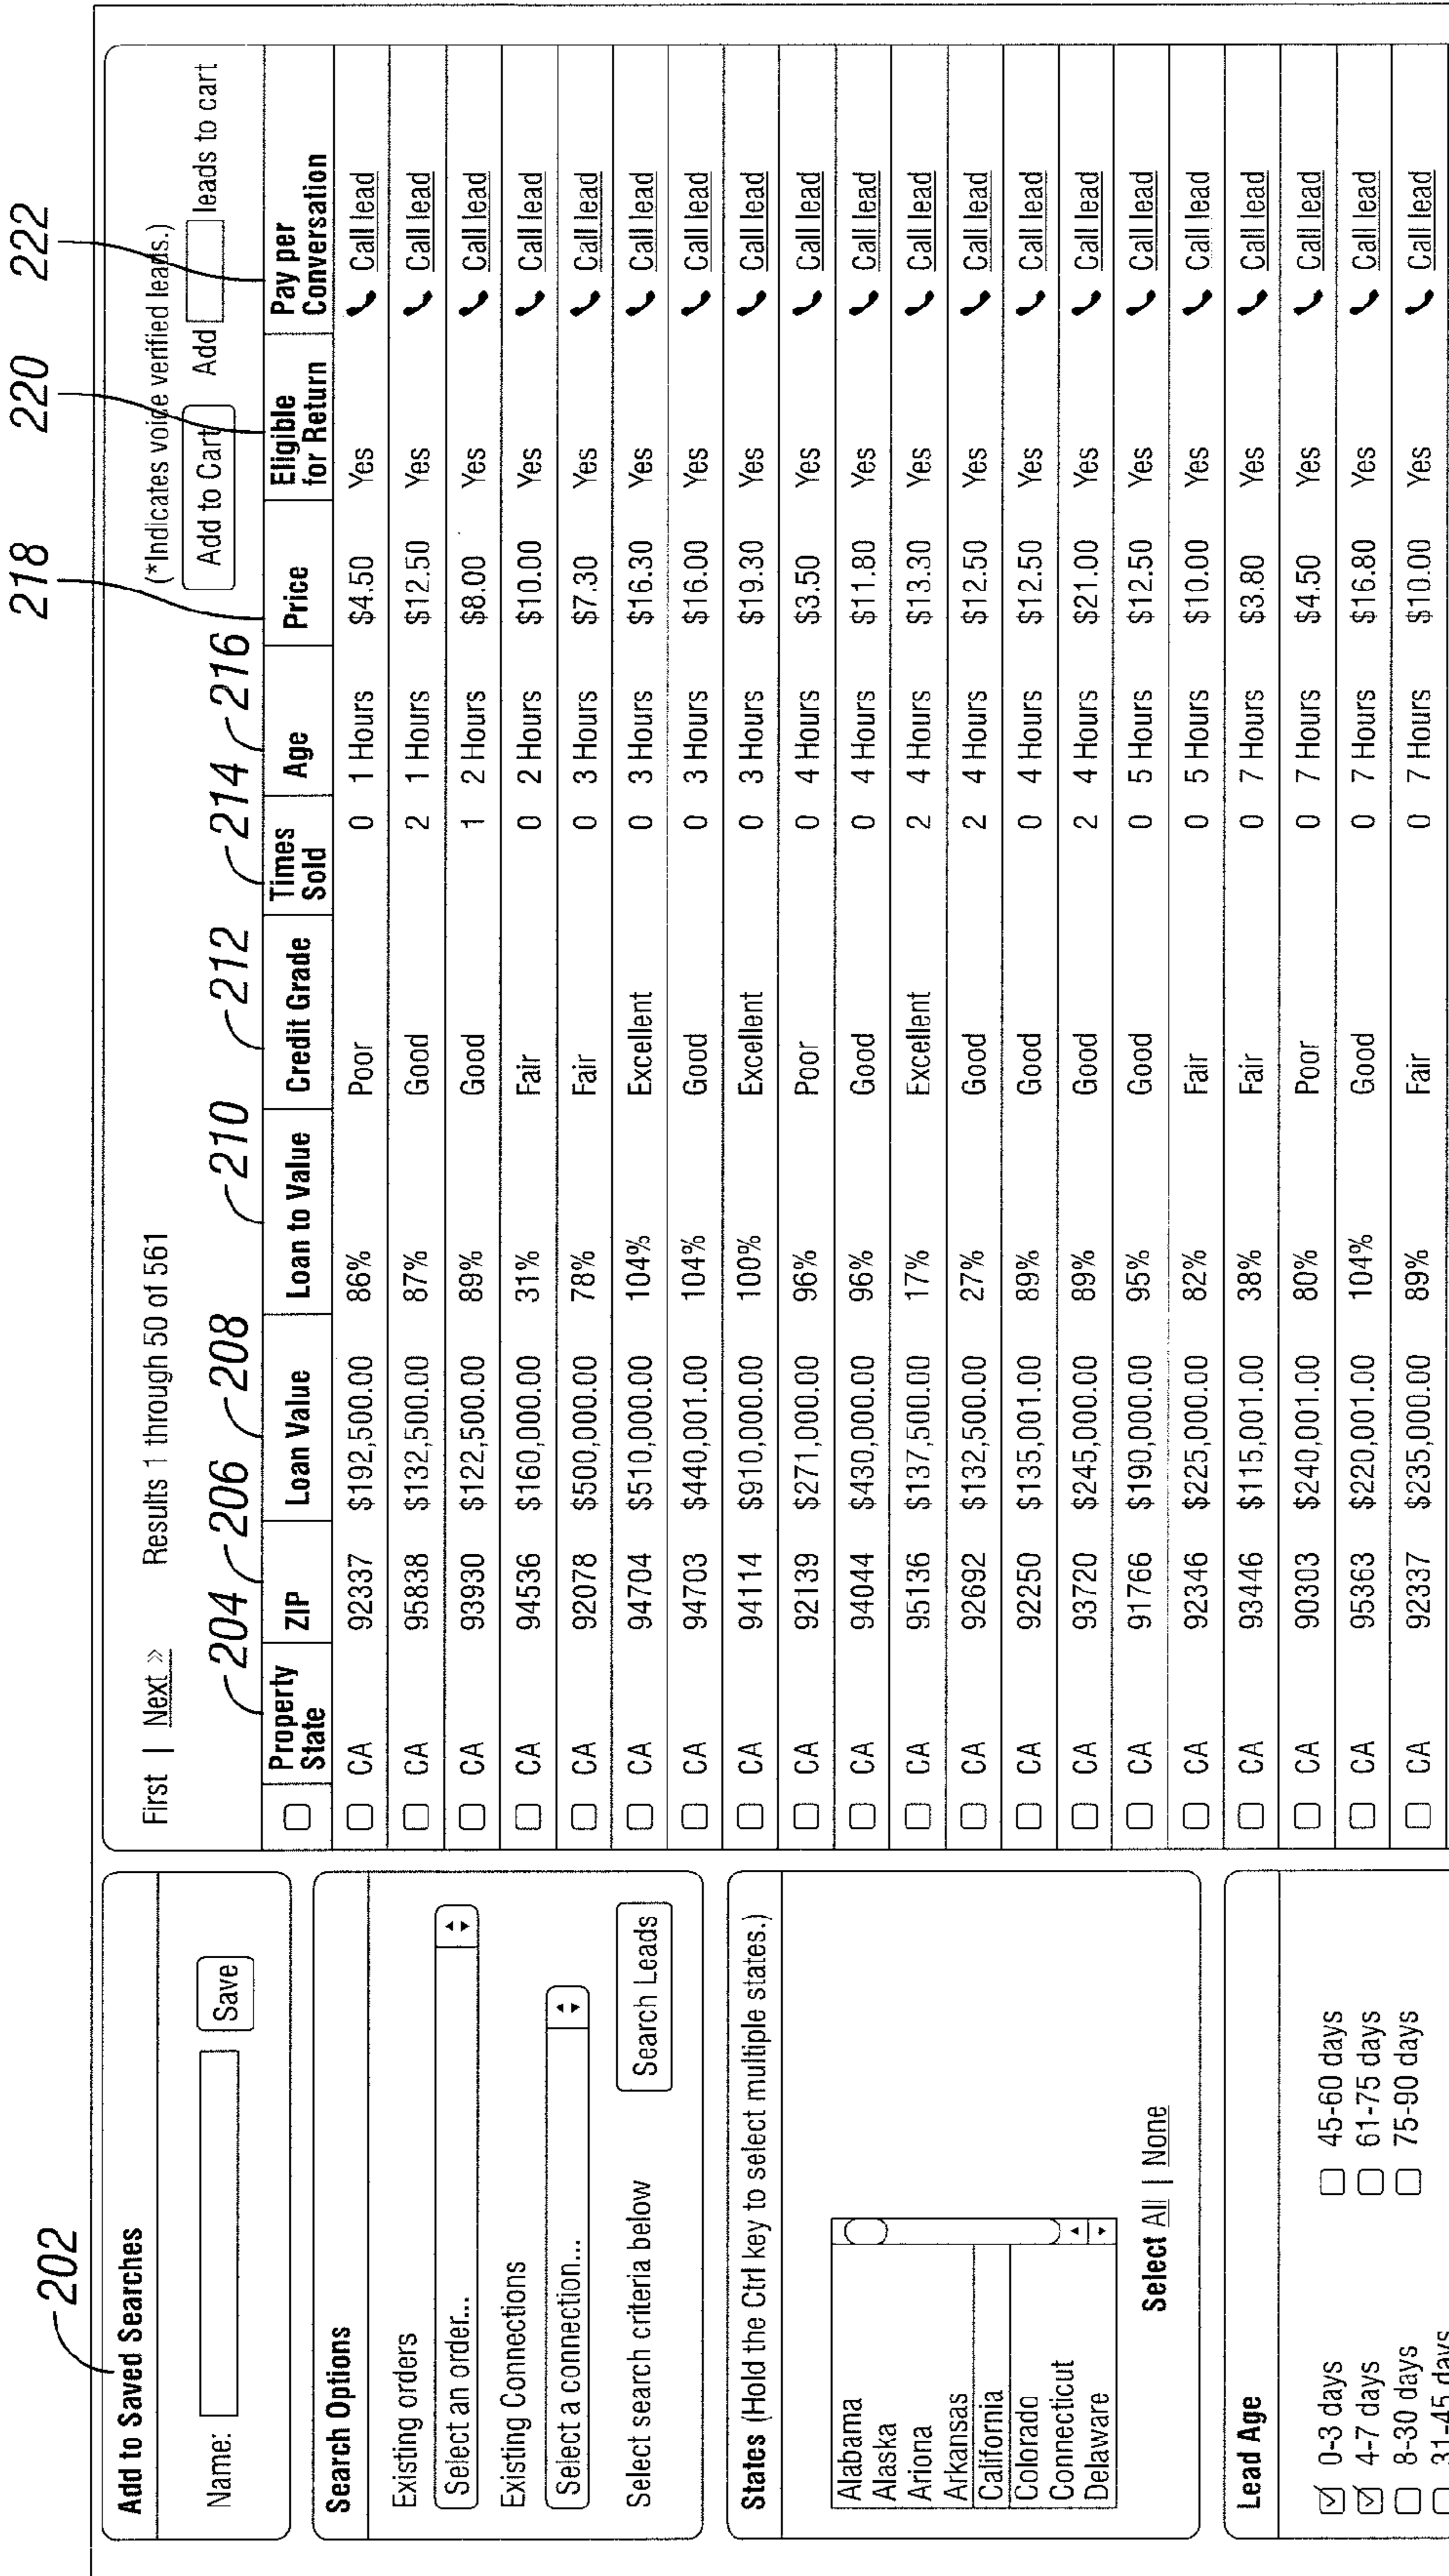 202
218 220 222
Add to Saved Searches
Name: Save
Search Options
Existing orders
Select an order...
Existing Connections
Select a connection...
Select search criteria below Search Leads
States (Hold the Ctrl key to select multiple states.)
Alabama
Alaska
Ariona
Arkansas
California
Colorado
Connecticut
Delaware
Select All | None
Lead Age
0-3 days 45-60 days
4-7 days 61-75 days
8-30 days 75-90 days
31-45 days
First | Next » Results 1 through 50 of 561 (*Indicates voice verified leads.)
Add to Cart Add leads to cart
204 206 208 210 212 214 216
Property State ZIP Loan Value Loan to Value Credit Grade Times Sold Age Price Eligible for Return Pay per Conversation
CA 92337 $192,500.00 86% Poor 0 1 Hours $4.50 Yes Call lead
CA 95838 $132,500.00 87% Good 2 1 Hours $12.50 Yes Call lead
CA 93930 $122,500.00 89% Good 1 2 Hours $8.00 Yes Call lead
CA 94536 $160,000.00 31% Fair 0 2 Hours $10.00 Yes Call lead
CA 92078 $500,000.00 78% Fair 0 3 Hours $7.30 Yes Call lead
CA 94704 $510,000.00 104% Excellent 0 3 Hours $16.30 Yes Call lead
CA 94703 $440,001.00 104% Good 0 3 Hours $16.00 Yes Call lead
CA 94114 $910,000.00 100% Excellent 0 3 Hours $19.30 Yes Call lead
CA 92139 $271,000.00 96% Poor 0 4 Hours $3.50 Yes Call lead
CA 94044 $430,000.00 96% Good 0 4 Hours $11.80 Yes Call lead
CA 95136 $137,500.00 17% Excellent 2 4 Hours $13.30 Yes Call lead
CA 92692 $132,500.00 27% Good 2 4 Hours $12.50 Yes Call lead
CA 92250 $135,001.00 89% Good 0 4 Hours $12.50 Yes Call lead
CA 93720 $245,000.00 89% Good 2 4 Hours $21.00 Yes Call lead
CA 91766 $190,000.00 95% Good 0 5 Hours $12.50 Yes Call lead
CA 92346 $225,000.00 82% Fair 0 5 Hours $10.00 Yes Call lead
CA 93446 $115,001.00 38% Fair 0 7 Hours $3.80 Yes Call lead
CA 90303 $240,001.00 80% Poor 0 7 Hours $4.50 Yes Call lead
CA 95363 $220,001.00 104% Good 0 7 Hours $16.80 Yes Call lead
CA 92337 $235,000.00 89% Fair 0 7 Hours $10.00 Yes Call lead